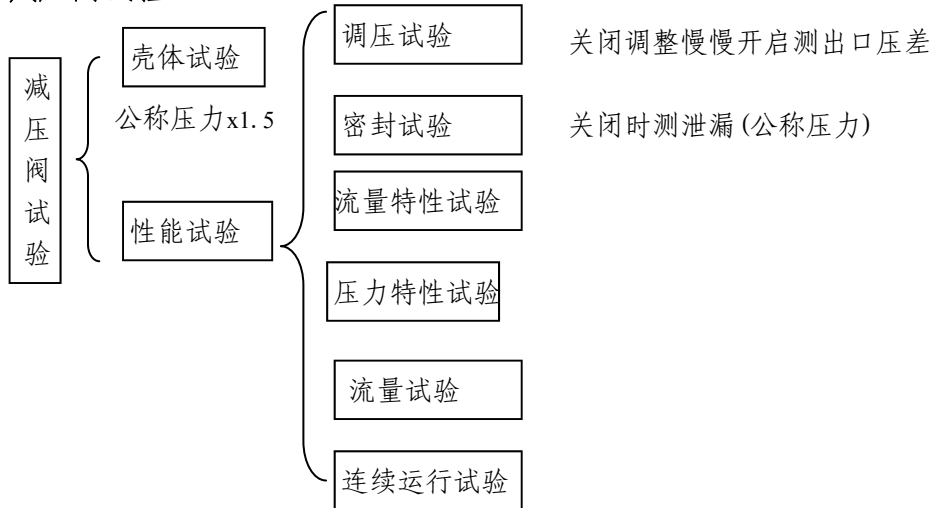 减压阀试验
壳体试验
公称压力x1.5
性能试验
调压试验
关闭调整慢慢开启测出口压差
密封试验
关闭时测泄漏(公称压力)
流量特性试验
压力特性试验
流量试验
连续运行试验